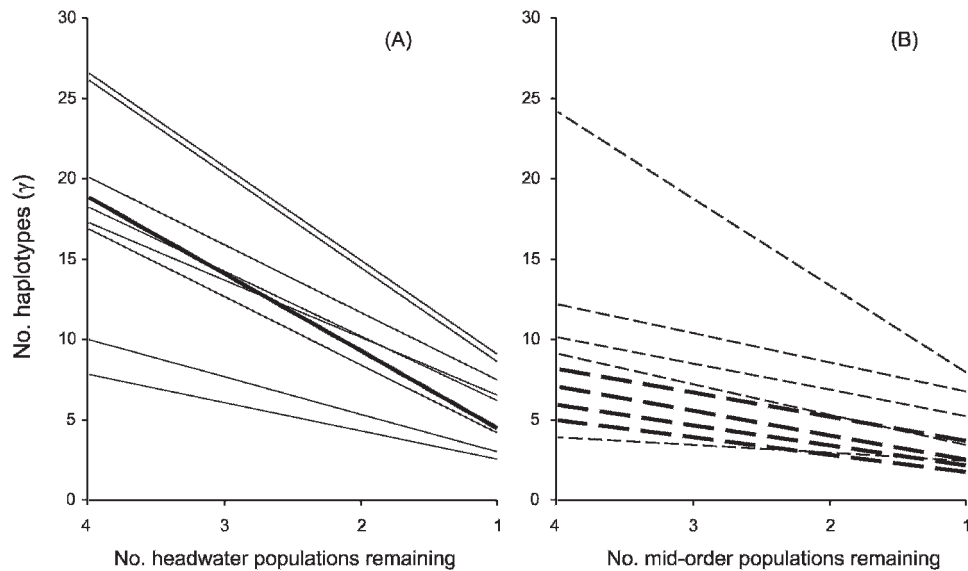 30
25
20
15
10
5
0
No. haplotypes (γ)
(A)
4 3 2 1
No. headwater populations remaining
30
25
20
15
10
5
0
(B)
4 3 2 1
No. mid-order populations remaining